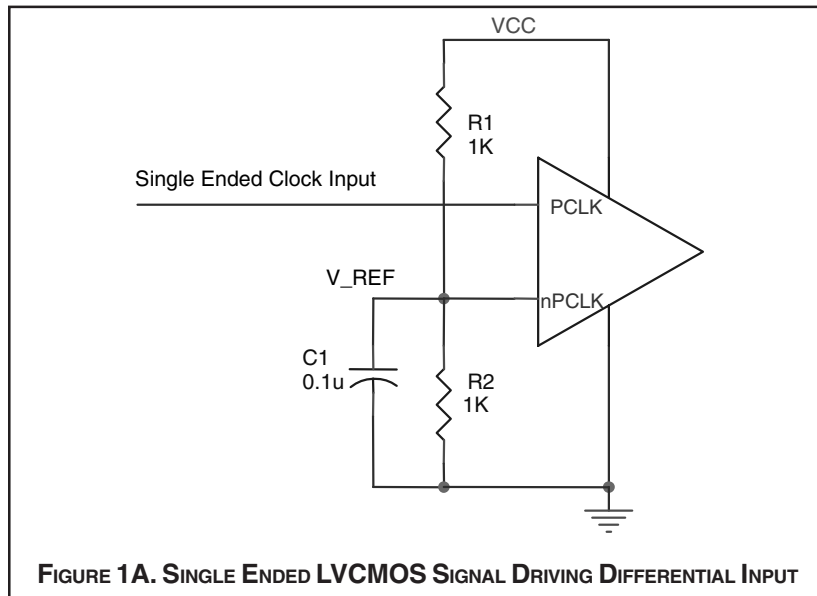 VCC
R1
1K
Single Ended Clock Input
PCLK
V_REF
nPCLK
C1
0.1u
R2
1K
FIGURE 1A. SINGLE ENDED LVCMOS SIGNAL DRIVING DIFFERENTIAL INPUT